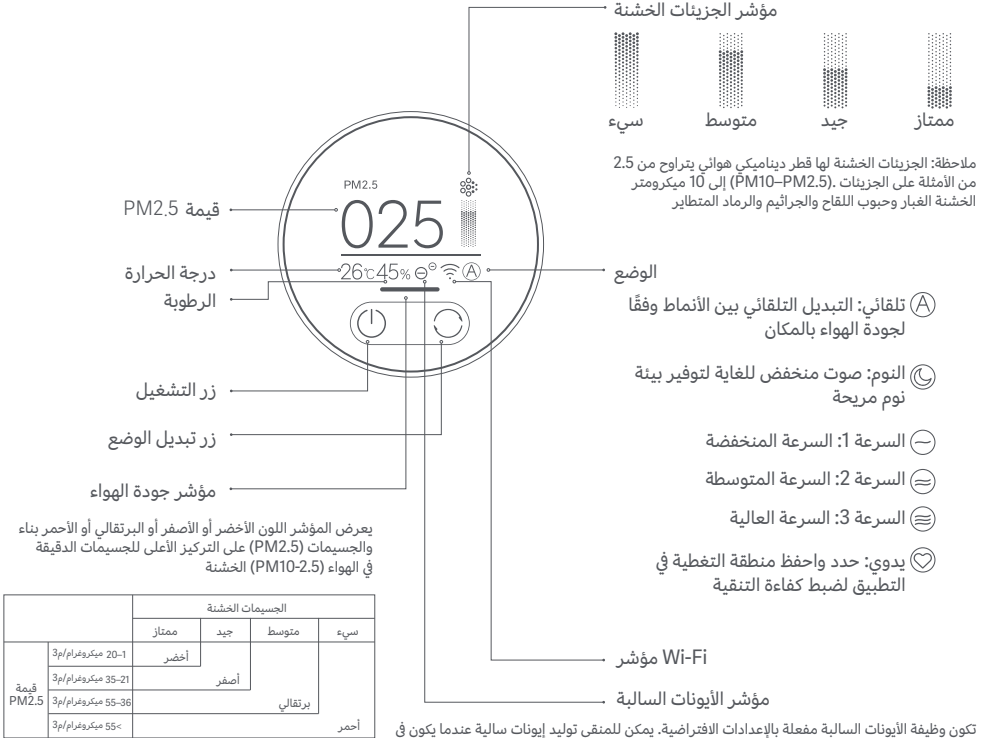 مؤشر الجزيئات الخشنة
ممتاز
جيد
متوسط
سيء
ملاحظة: الجزيئات الخشنة لها قطر ديناميكي هوائي يتراوح من 2.5
من الأمثلة على الجزيئات .(PM10–PM2.5) إلى 10 ميكرومتر
الخشنة الغبار وحبوب اللقاح والجراثيم والرماد المتطاير
PM2.5
025
26℃ 45% A
قيمة PM2.5
درجة الحرارة
الرطوبة
زر التشغيل
زر تبديل الوضع
مؤشر جودة الهواء
يعرض المؤشر اللون الأخضر أو الأصفر أو البرتقالي أو الأحمر بناء
والجسيمات (PM2.5) على التركيز الأعلى للجسيمات الدقيقة
في الهواء (PM10-2.5) الخشنة
الجسيمات الخشنة
ممتاز
جيد
متوسط
سيء
قيمة
PM2.5
1–20 ميكروغرام/م3
أخضر
21–35 ميكروغرام/م3
أصفر
36–55 ميكروغرام/م3
برتقالي
>55 ميكروغرام/م3
أحمر
الوضع
A تلقائي: التبديل التلقائي بين الأنماط وفقًا
لجودة الهواء بالمكان
النوم: صوت منخفض للغاية لتوفير بيئة
نوم مريحة
السرعة 1: السرعة المنخفضة
السرعة 2: السرعة المتوسطة
السرعة 3: السرعة العالية
يدوي: حدد واحفظ منطقة التغطية في
التطبيق لضبط كفاءة التنقية
Wi-Fi مؤشر
مؤشر الأيونات السالبة
تكون وظيفة الأيونات السالبة مفعلة بالإعدادات الافتراضية. يمكن للمنقي توليد إيونات سالبة عندما يكون في